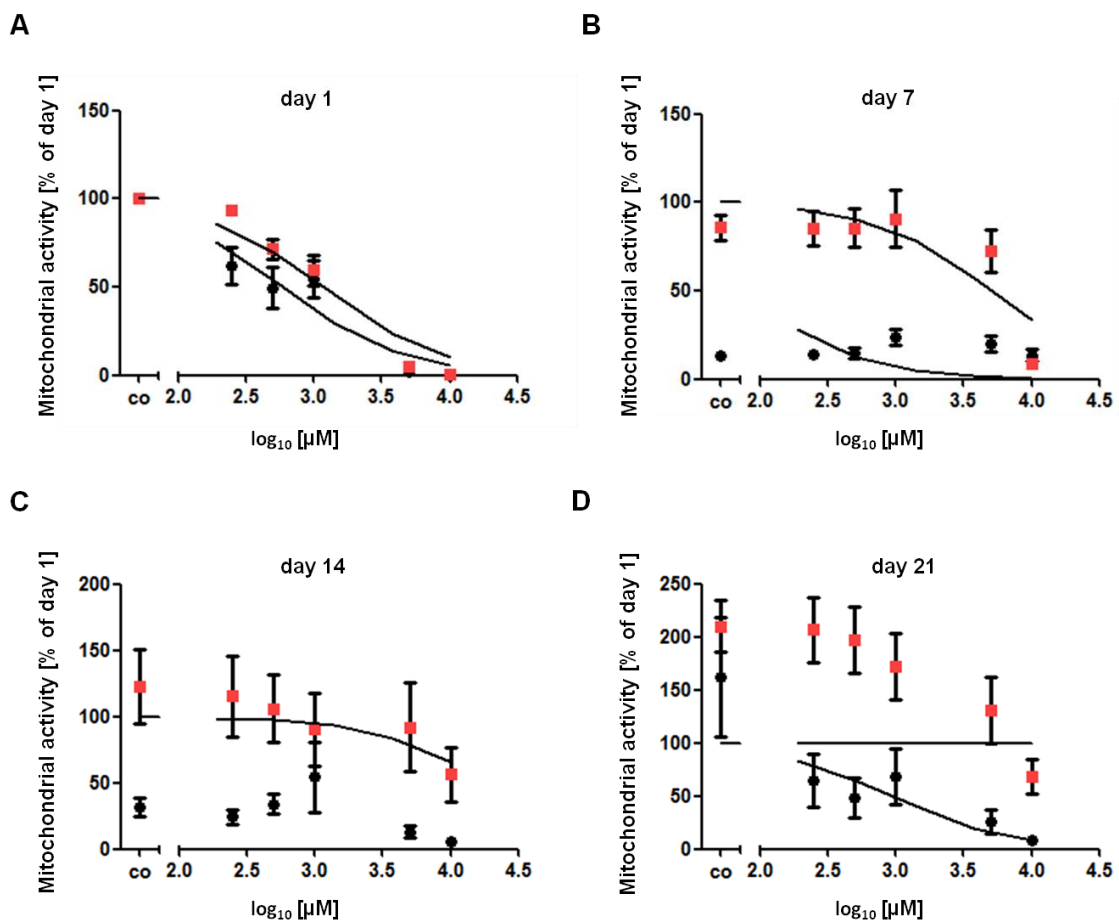 A
day 1
Mitochondrial activity [% of day 1]
150
100
50
0
co
2.0 2.5 3.0 3.5 4.0 4.5
log₁₀ [µM]
B
day 7
Mitochondrial activity [% of day 1]
150
100
50
0
co
2.0 2.5 3.0 3.5 4.0 4.5
log₁₀ [µM]
C
day 14
Mitochondrial activity [% of day 1]
200
150
100
50
0
co
2.0 2.5 3.0 3.5 4.0 4.5
log₁₀ [µM]
D
day 21
Mitochondrial activity [% of day 1]
250
200
150
100
50
0
co
2.0 2.5 3.0 3.5 4.0 4.5
log₁₀ [µM]